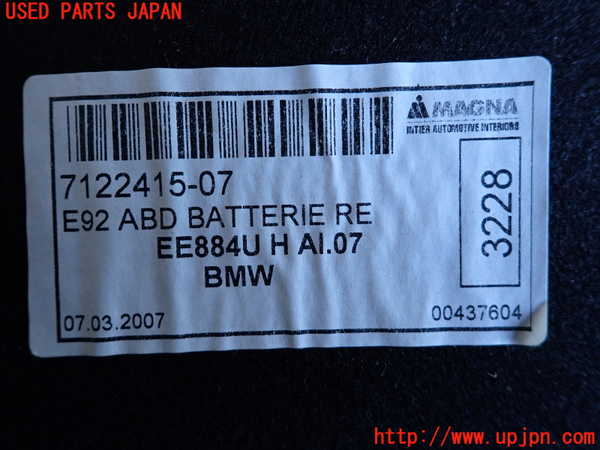 USED PARTS JAPAN
MAGNA
INTIER AUTOMOTIVE INTERIORS
7122415-07
E92 ABD BATTERIE RE
EE884U H AI.07
BMW
3228
07.03.2007
00437604
https://www.upjpn.com